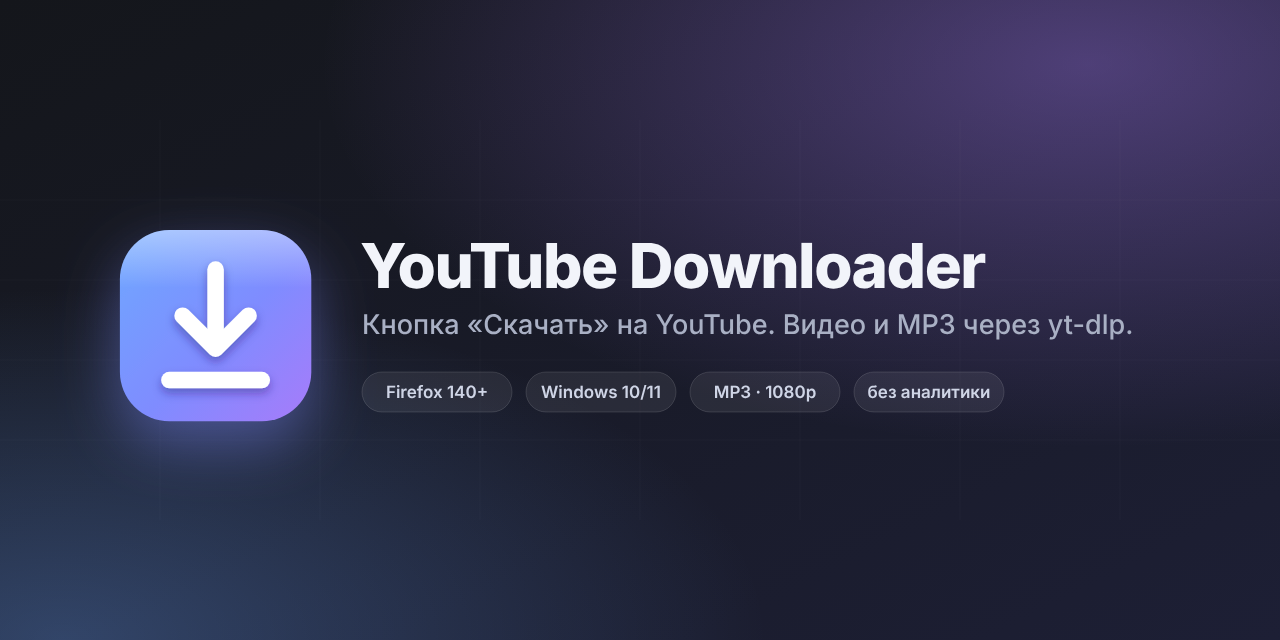 YouTube Downloader
Кнопка «Скачать» на YouTube. Видео и MP3 через yt-dlp.
Firefox 140+ Windows 10/11 MP3 · 1080p без аналитики